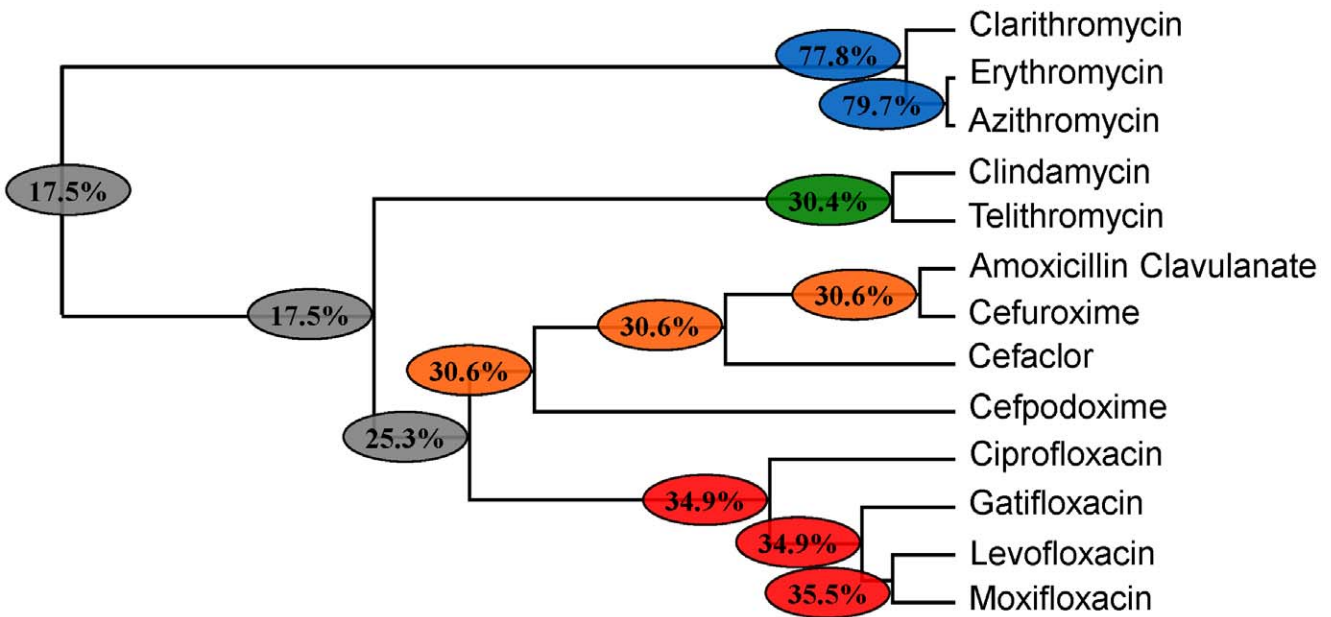 Clarithromycin
77.8%
Erythromycin
79.7%
Azithromycin
Clindamycin
17.5%
30.4%
Telithromycin
Amoxicillin Clavulanate
30.6%
Cefuroxime
17.5%
30.6%
Cefaclor
30.6%
Cefpodoxime
25.3%
Ciprofloxacin
34.9%
Gatifloxacin
34.9%
Levofloxacin
35.5%
Moxifloxacin